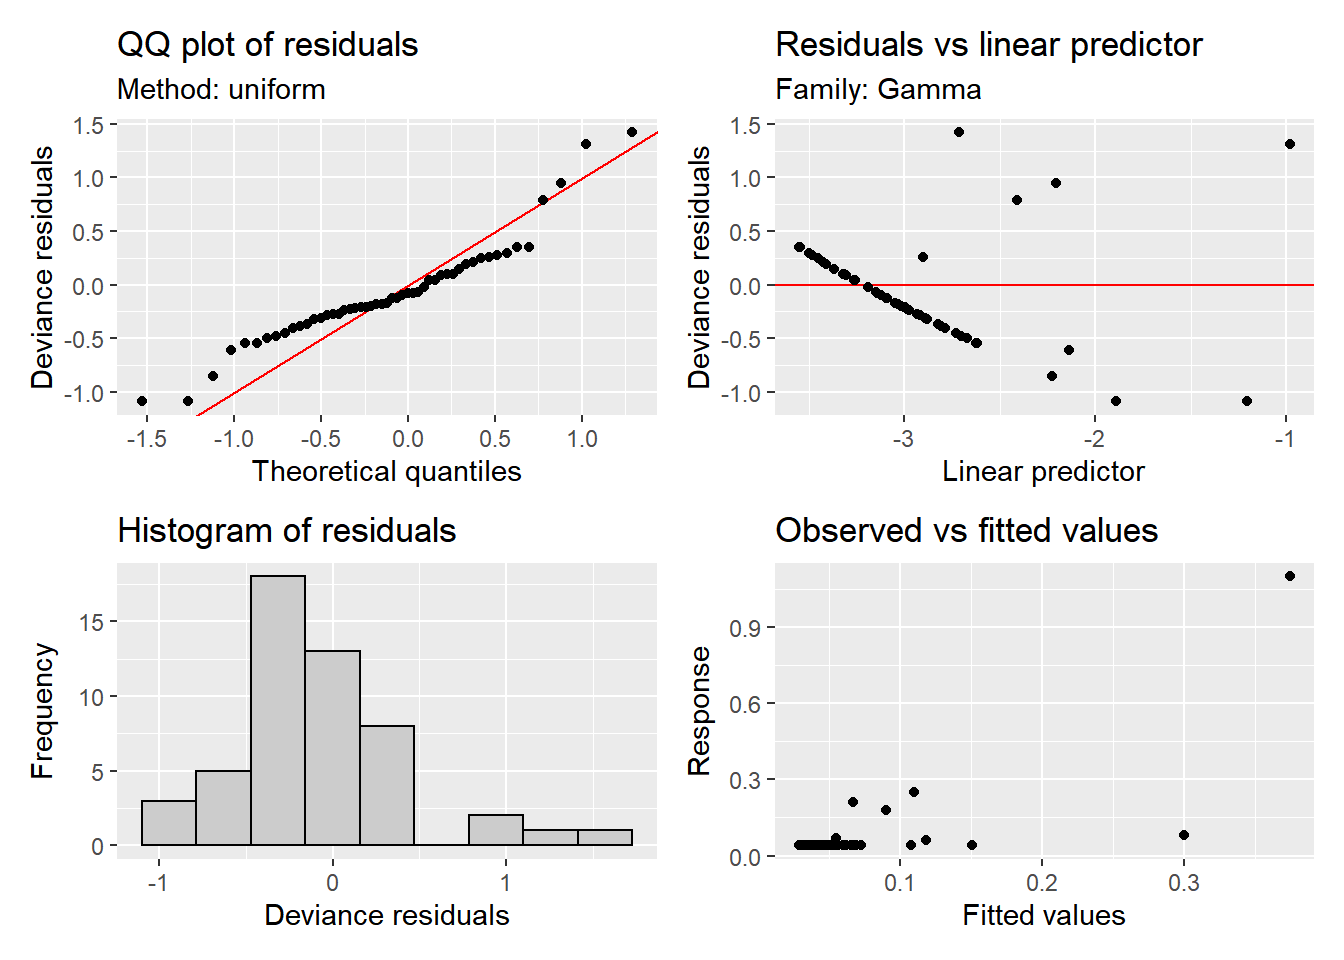 QQ plot of residuals
Method: uniform
1.5
1.0
0.5
0.0
-0.5
-1.0
Deviance residuals
-1.5
-1.0
-0.5
0.0
0.5
1.0
Theoretical quantiles
Residuals vs linear predictor
Family: Gamma
1.5
1.0
0.5
0.0
-0.5
-1.0
Deviance residuals
-3
-2
-1
Linear predictor
Histogram of residuals
15
10
5
0
Frequency
-1
0
1
Deviance residuals
Observed vs fitted values
0.9
0.6
0.3
0.0
Response
0.1
0.2
0.3
Fitted values